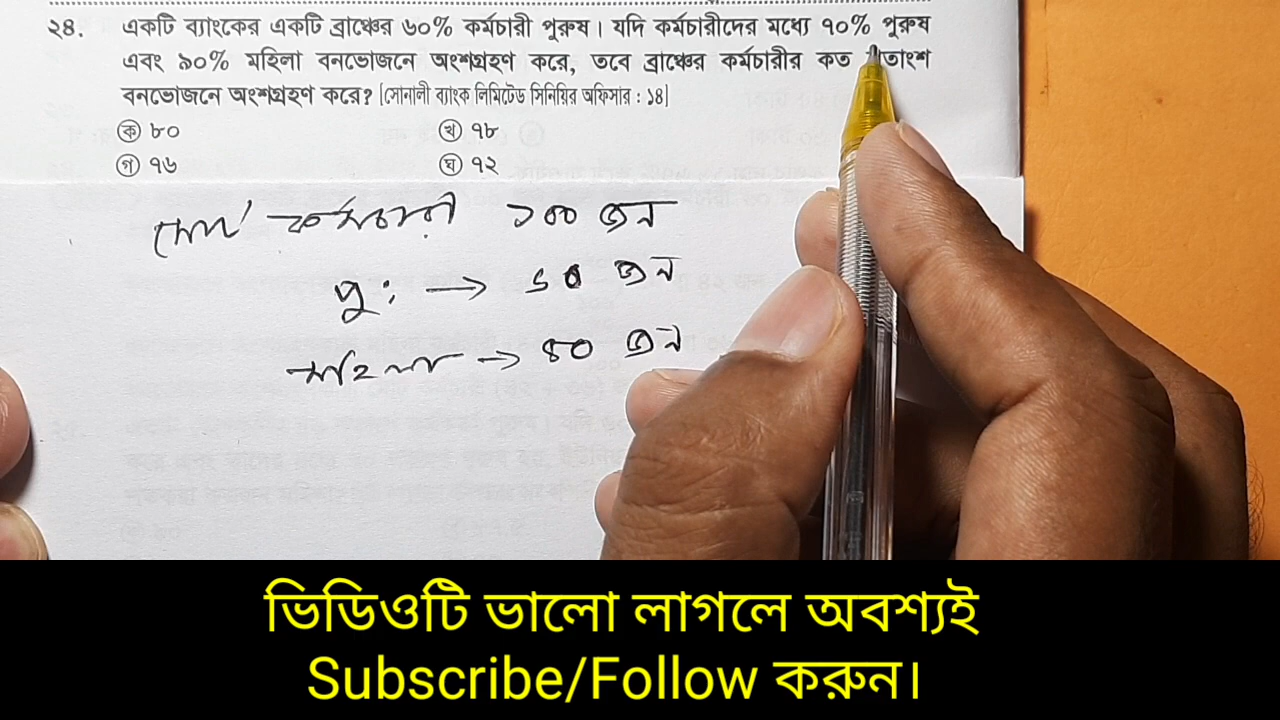 ২৪. একটি ব্যাংকের একটি ব্রাঞ্চের ৬০% কর্মচারী পুরুষ। যদি কর্মচারীদের মধ্যে ৭০% পুরুষ
এবং ৯০% মহিলা বনভোজনে অংশগ্রহণ করে, তবে ব্রাঞ্চের কর্মচারীর কত শতাংশ
বনভোজনে অংশগ্রহণ করে? [সোনালী ব্যাংক লিমিটেড সিনিয়র অফিসার : ১৪]
ক ৮০ খ ৭৮
গ ৭৬ ঘ ৭২
মোট কর্মচারী ১০০ জন
পু: → ৬০ জন
মহিলা → ৪০ জন
ভিডিওটি ভালো লাগলে অবশ্যই
Subscribe/Follow করুন।